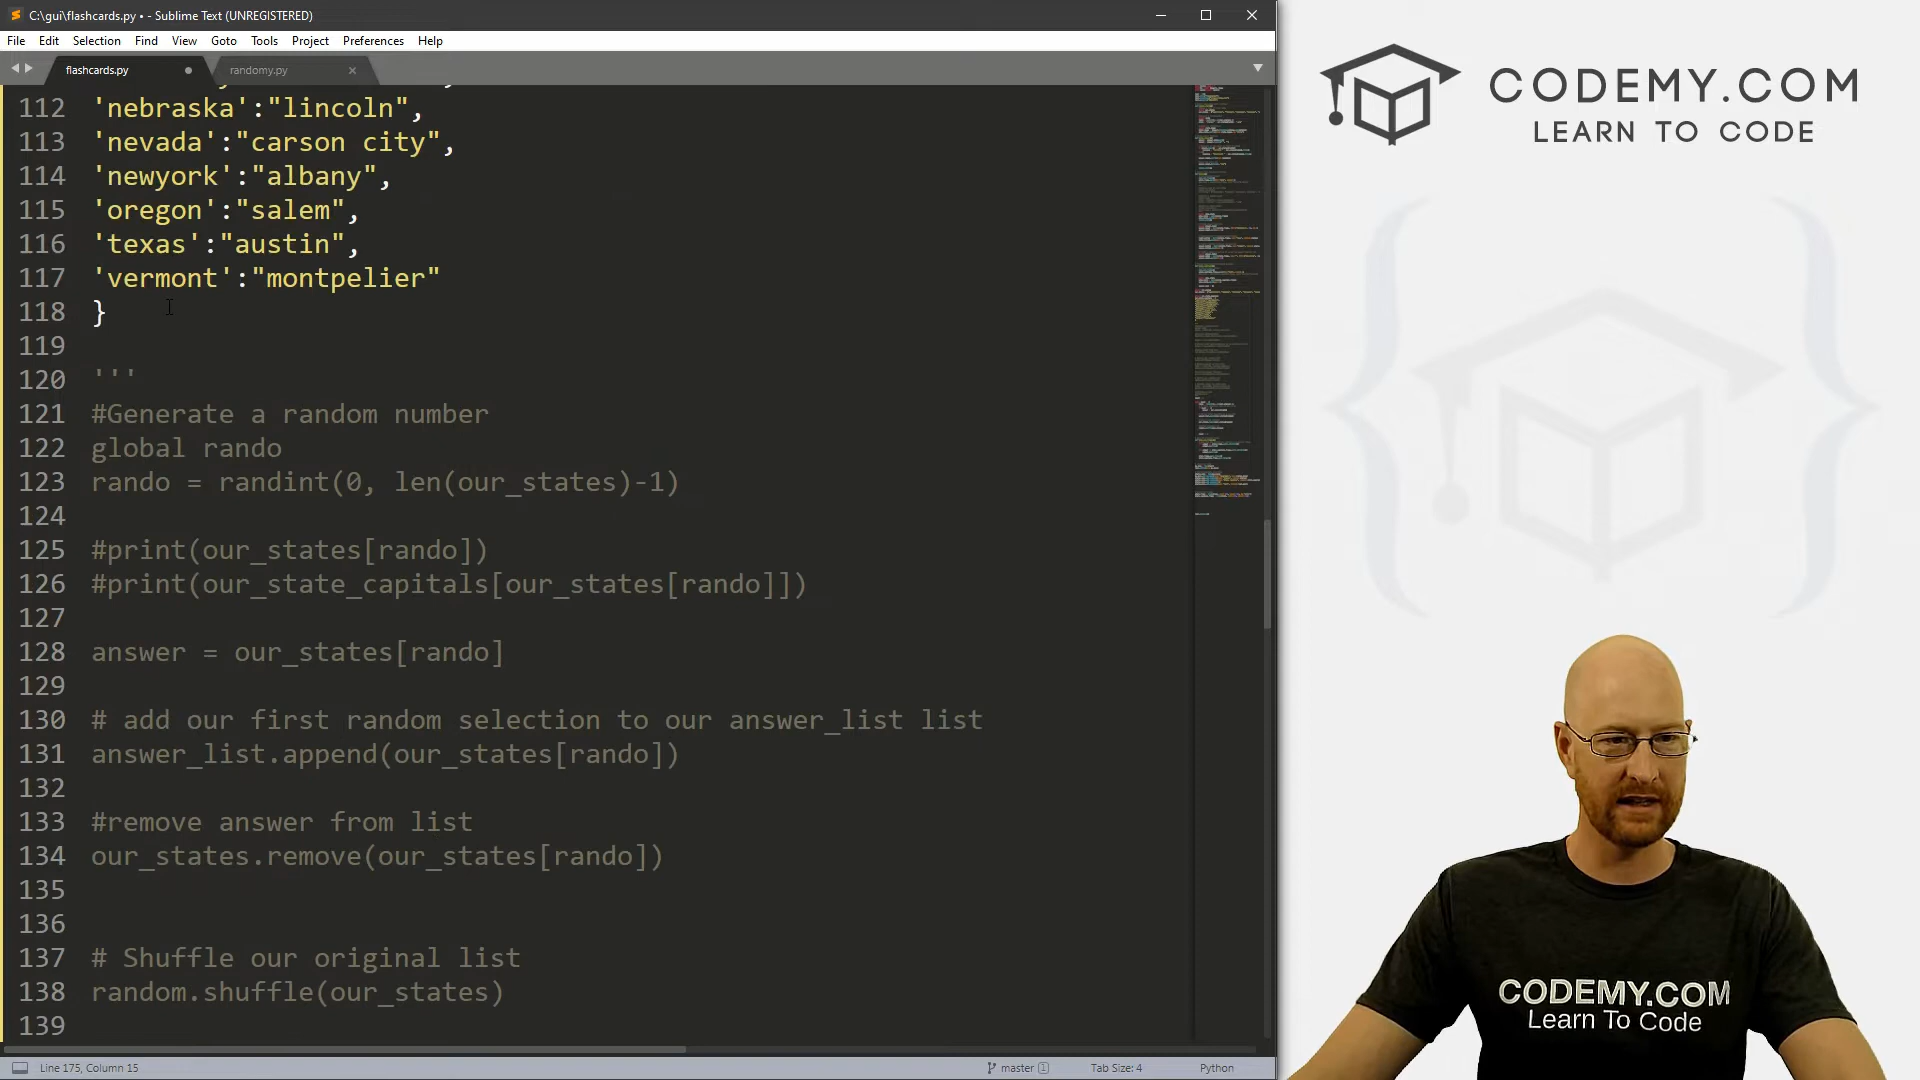 C:\gui\flashcards.py • - Sublime Text (UNREGISTERED)
File Edit Selection Find View Goto Tools Project Preferences Help
flashcards.py
randomy.py
112 'nebraska':"lincoln",
113 'nevada':"carson city",
114 'newyork':"albany",
115 'oregon':"salem",
116 'texas':"austin",
117 'vermont':"montpelier"
118 }
119
120 '''
121 #Generate a random number
122 global rando
123 rando = randint(0, len(our_states)-1)
124
125 #print(our_states[rando])
126 #print(our_state_capitals[our_states[rando]])
127
128 answer = our_states[rando]
129
130 # add our first random selection to our answer_list list
131 answer_list.append(our_states[rando])
132
133 #remove answer from list
134 our_states.remove(our_states[rando])
135
136
137 # Shuffle our original list
138 random.shuffle(our_states)
139
Line 175, Column 15
master 1
Tab Size: 4
Python
CODEMY.COM
LEARN TO CODE
CODEMY.COM
Learn To Code